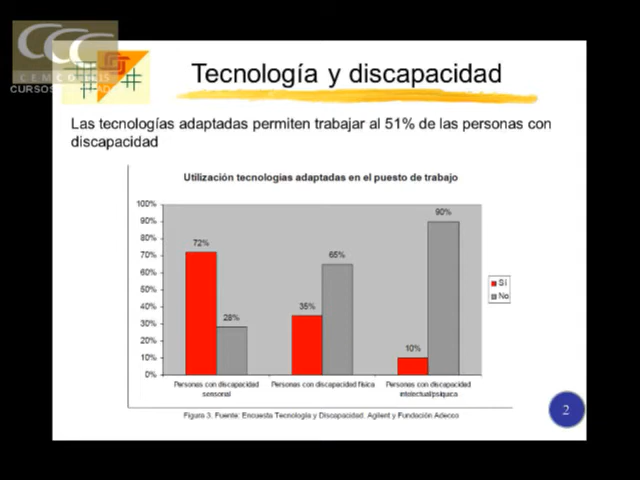 CCC
CEMCO
CURSOS
Tecnología y discapacidad
Las tecnologías adaptadas permiten trabajar al 51% de las personas con
discapacidad
Utilización tecnologias adaptadas en el puesto de trabajo
100%
90%
80%
70%
60%
50%
40%
30%
20%
10%
0%
72%
28%
35%
65%
10%
90%
Sí
No
Personas con discapacidad
sensorial
Personas con discapacidad física
Personas con discapacidad
intelectual/psíquica
Figura 3. Fuente: Encuesta Tecnología y Discapacidad. Agilent y Fundación Adecco
2